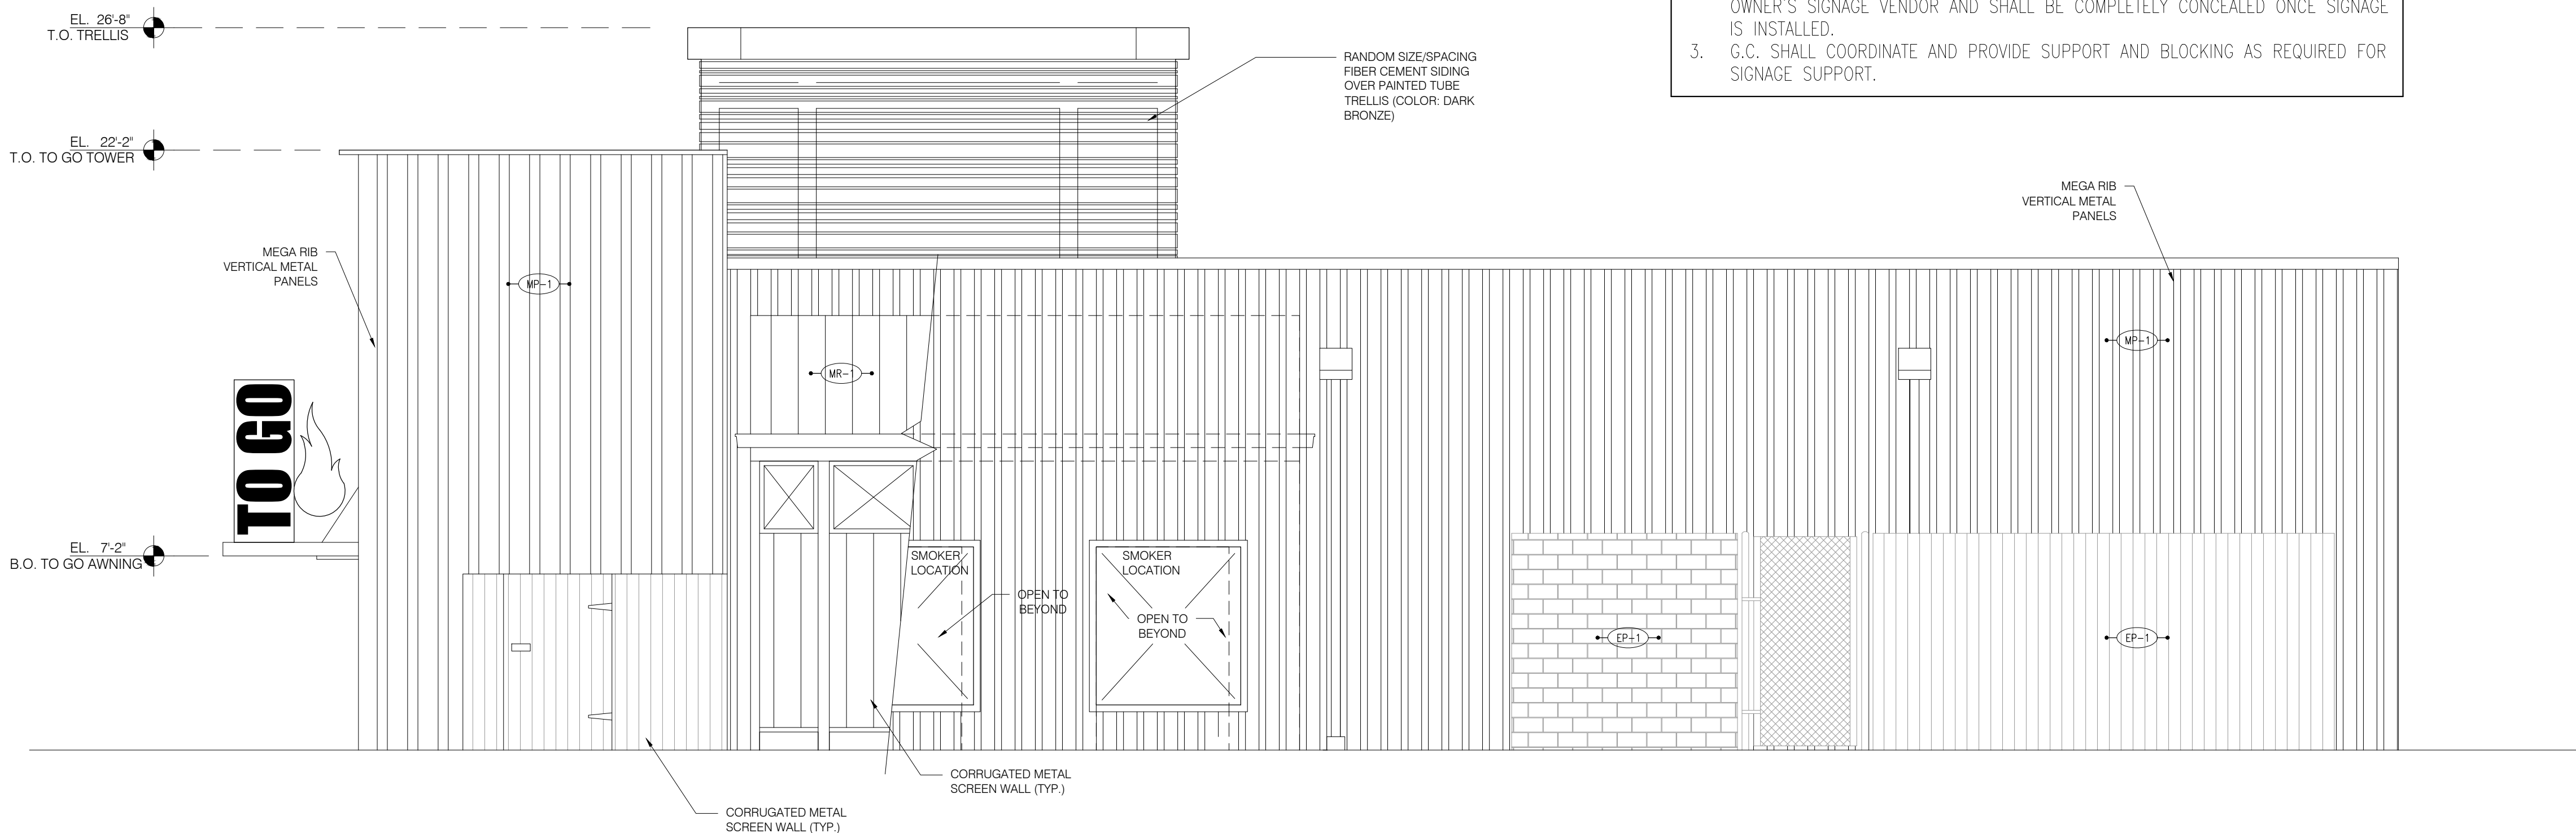 OWNER'S SIGNAGE VENDOR AND SHALL BE COMPLETELY CONCEALED ONCE SIGNAGE
IS INSTALLED.
3. G.C. SHALL COORDINATE AND PROVIDE SUPPORT AND BLOCKING AS REQUIRED FOR
SIGNAGE SUPPORT.
EL. 26'-8"
T.O. TRELLIS
RANDOM SIZE/SPACING
FIBER CEMENT SIDING
OVER PAINTED TUBE
TRELLIS (COLOR: DARK
BRONZE)
EL. 22'-2"
T.O. TO GO TOWER
MEGA RIB
VERTICAL METAL
PANELS
MEGA RIB
VERTICAL METAL
PANELS
MP-1
MP-1
MR-1
TO GO
EL. 7'-2"
B.O. TO GO AWNING
SMOKER
LOCATION
SMOKER
LOCATION
OPEN TO
BEYOND
OPEN TO
BEYOND
EP-1
EP-1
CORRUGATED METAL
SCREEN WALL (TYP.)
CORRUGATED METAL
SCREEN WALL (TYP.)